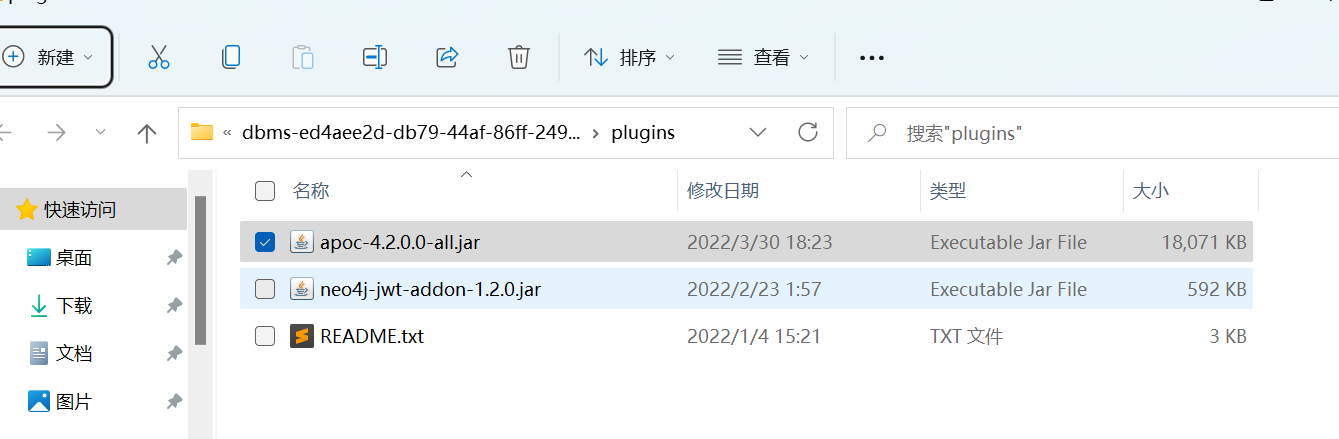 新建
排序
查看
« dbms-ed4aee2d-db79-44af-86ff-249... › plugins
搜索"plugins"
名称 修改日期 类型 大小
快速访问
apoc-4.2.0.0-all.jar 2022/3/30 18:23 Executable Jar File 18,071 KB
桌面
neo4j-jwt-addon-1.2.0.jar 2022/2/23 1:57 Executable Jar File 592 KB
下载
README.txt 2022/1/4 15:21 TXT 文件 3 KB
文档
图片